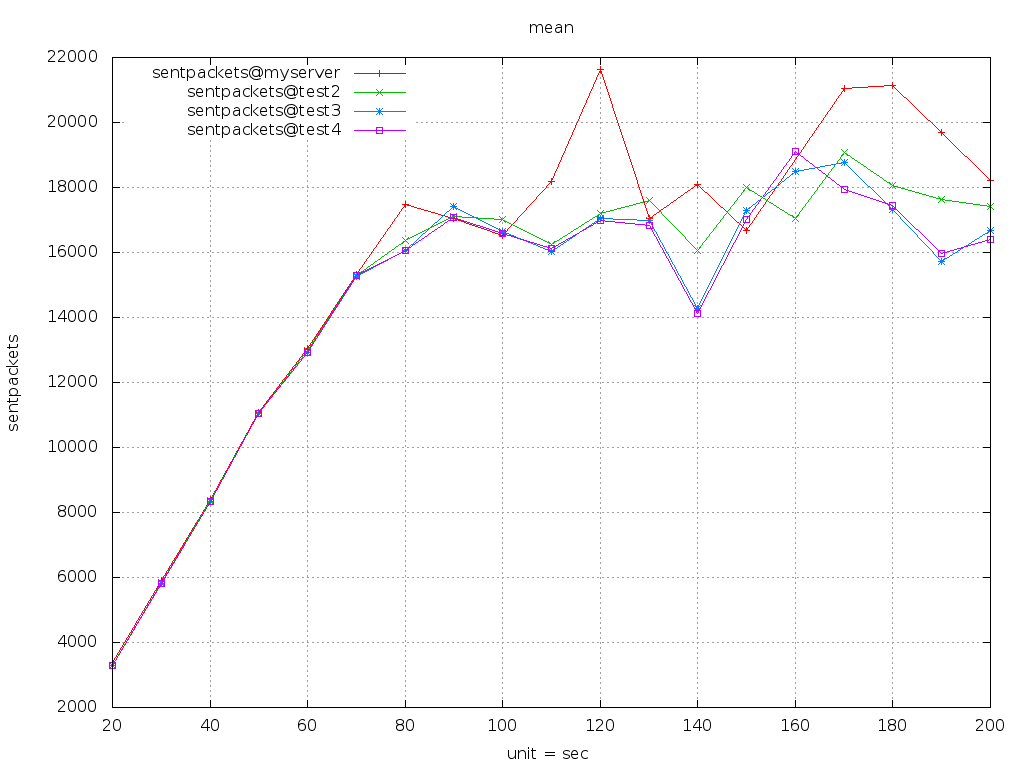 mean
22000
20000
18000
16000
14000
12000
10000
8000
6000
4000
2000
sentpackets@myserver
sentpackets@test2
sentpackets@test3
sentpackets@test4
sentpackets
20 40 60 80 100 120 140 160 180 200
unit = sec